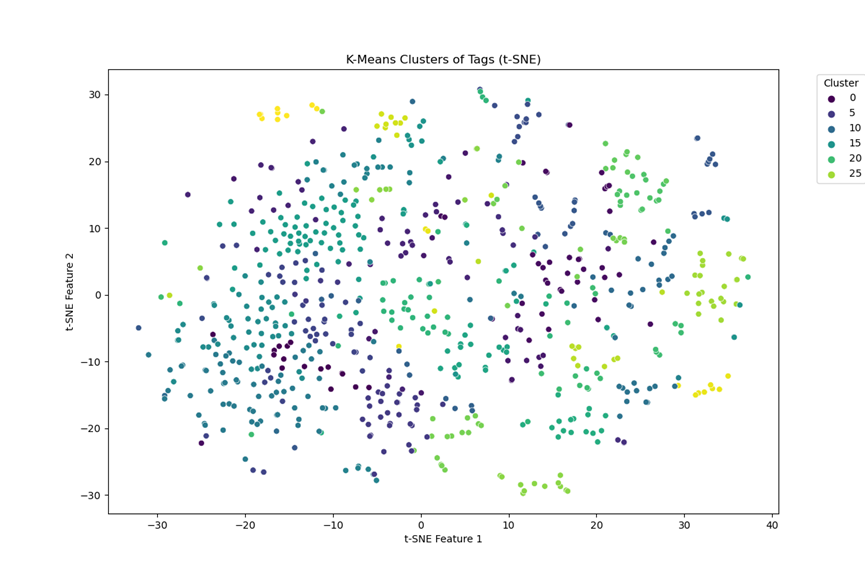 K-Means Clusters of Tags (t-SNE)
Cluster
0
5
10
15
20
25
30
20
10
0
−10
−20
−30
t-SNE Feature 2
−30 −20 −10 0 10 20 30 40
t-SNE Feature 1